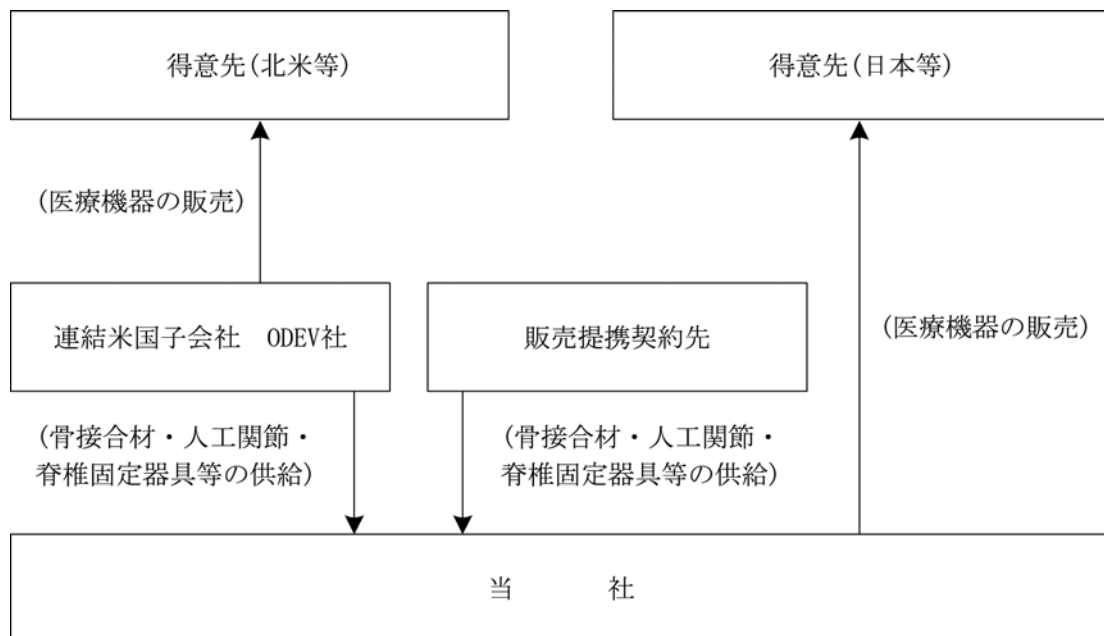 得意先(北米等)
得意先(日本等)
(医療機器の販売)
連結米国子会社　ODEV社
販売提携契約先
(医療機器の販売)
(骨接合材・人工関節・
脊椎固定器具等の供給)
(骨接合材・人工関節・
脊椎固定器具等の供給)
当　　　社